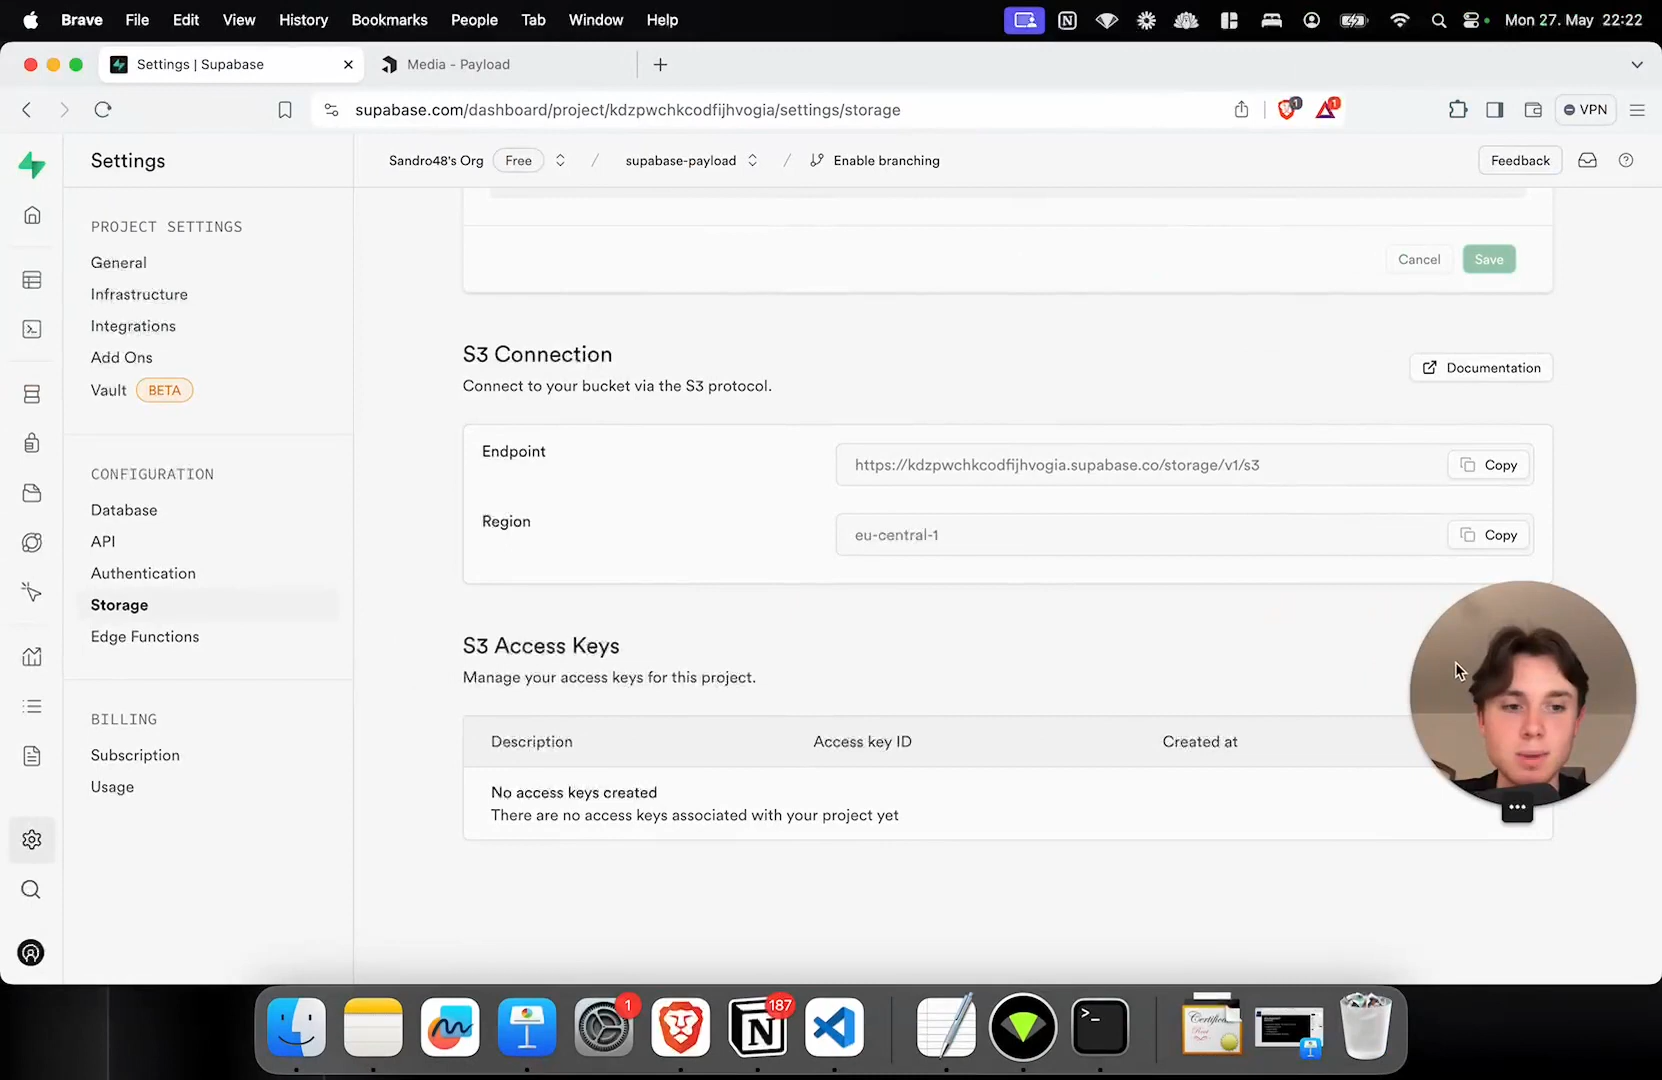 Brave File Edit View History Bookmarks People Tab Window Help Mon 27. May 22:22
Settings | Supabase Media - Payload
supabase.com/dashboard/project/kdzpwchkcodfijhvogia/settings/storage 1 1 VPN
Settings Sandro48's Org Free / supabase-payload / Enable branching Feedback
PROJECT SETTINGS
General
Infrastructure
Integrations
Add Ons
Vault BETA
CONFIGURATION
Database
API
Authentication
Storage
Edge Functions
BILLING
Subscription
Usage
Cancel Save
S3 Connection
Connect to your bucket via the S3 protocol.
Documentation
Endpoint
https://kdzpwchkcodfijhvogia.supabase.co/storage/v1/s3 Copy
Region
eu-central-1 Copy
S3 Access Keys
Manage your access keys for this project.
Description Access key ID Created at
No access keys created
There are no access keys associated with your project yet
1 187
Certificate